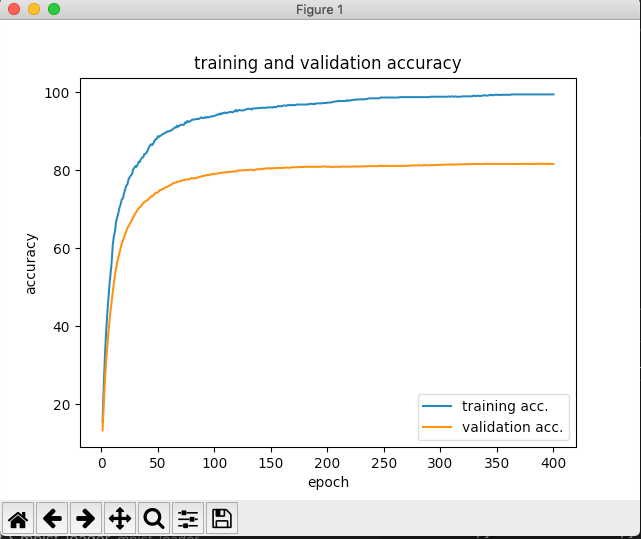 Figure 1
training and validation accuracy
100
80
60
40
20
accuracy
training acc.
validation acc.
0 50 100 150 200 250 300 350 400
epoch